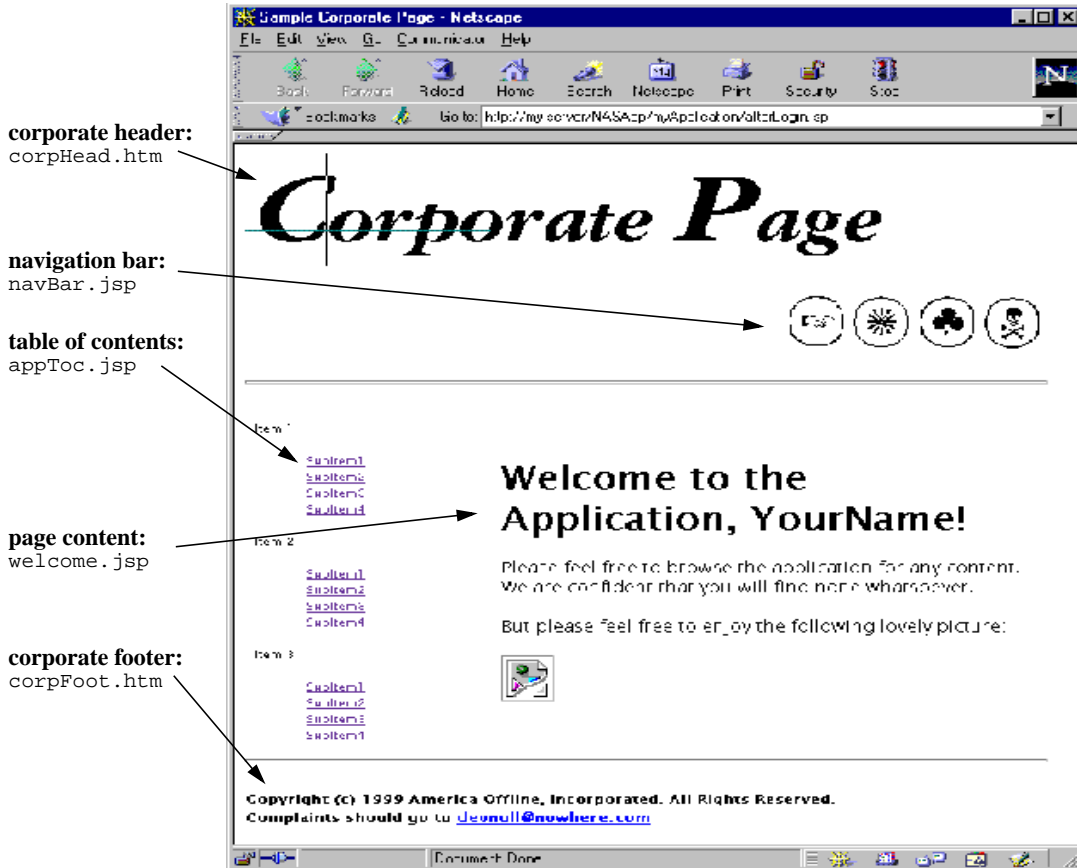 Sample Corporate Page - Netscape
File Edit View Go Communicator Help
Back Forward Reload Home Search Netscape Print Security Stop
Bookmarks Go to: http://my.server/NASApp/myApplication/afterLogin.jsp
corporate header:
corpHead.htm
Corporate Page
navigation bar:
navBar.jsp
table of contents:
appToc.jsp
Item 1
SubItem1
SubItem2
SubItem3
SubItem4
Welcome to the
Application, YourName!
page content:
welcome.jsp
Item 2
SubItem1
SubItem2
SubItem3
SubItem4
Please feel free to browse the application for any content.
We are confident that you will find none whatsoever.
But please feel free to enjoy the following lovely picture:
corporate footer:
corpFoot.htm
Item 3
SubItem1
SubItem2
SubItem3
SubItem4
Copyright (c) 1999 America Offline, Incorporated. All Rights Reserved.
Complaints should go to devnull@nowhere.com
Document Done